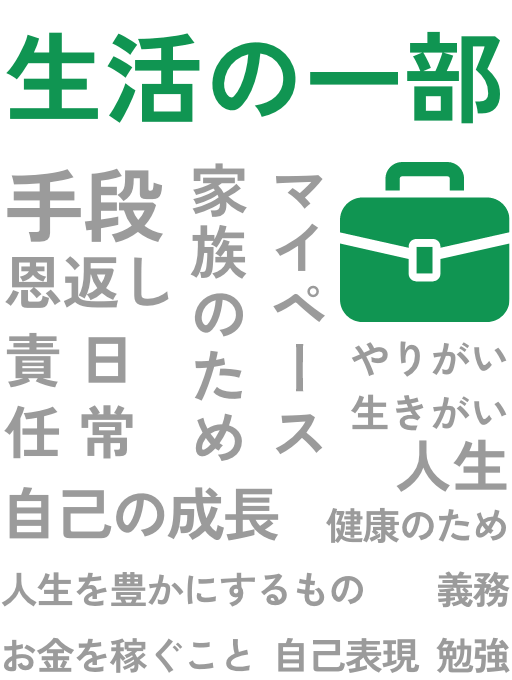 生活の一部
手段
恩返し
責任
日常
家族のため
マイペース
やりがい
生きがい
人生
自己の成長
健康のため
人生を豊かにするもの
義務
お金を稼ぐこと
自己表現
勉強